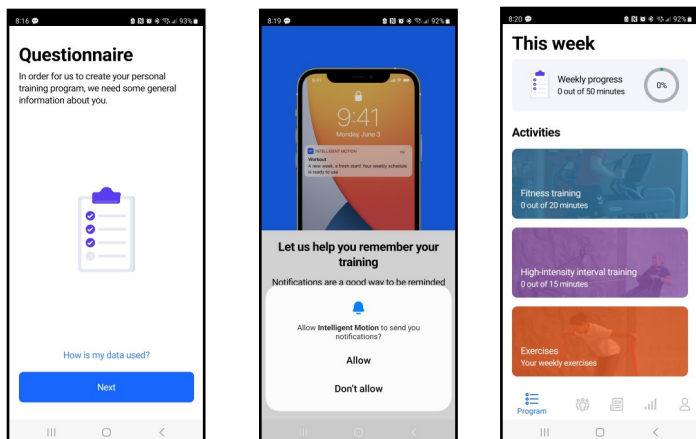 8:16 93%
Questionnaire
In order for us to create your personal
training program, we need some general
information about you.
How is my data used?
Next
8:19 92%
9:41
9:41
Monday, June 3
INTELLIGENT MOTION
Workout
A new week, a fresh start! Your weekly schedule
is ready to use
Let us help you remember your
training
Notifications are a good way to be reminded
Allow Intelligent Motion to send you
notifications?
Allow
Don't allow
8:20 92%
This week
Weekly progress
0 out of 50 minutes
0%
Activities
Fitness training
0 out of 20 minutes
High-intensity interval training
0 out of 15 minutes
Exercises
Your weekly exercises
Program